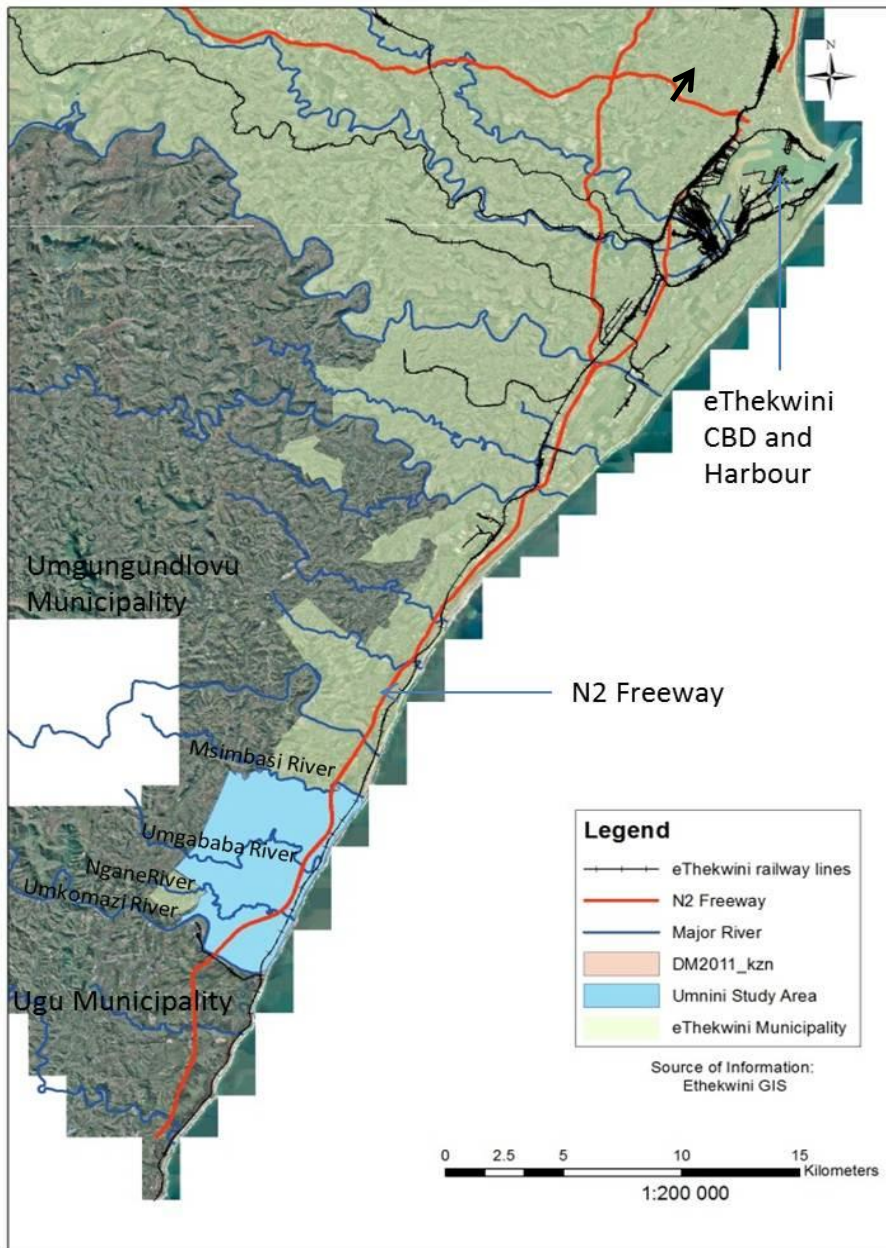 N
eThekwini
CBD and
Harbour
Umgungundlovu
Municipality
N2 Freeway
Msimbasi River
Umgababa River
NganeRiver
Umkomazi River
Ugu Municipality
Legend
eThekwini railway lines
N2 Freeway
Major River
DM2011_kzn
Umnini Study Area
eThekwini Municipality
Source of Information:
Ethekwini GIS
0 2.5 5 10 15
Kilometers
1:200 000